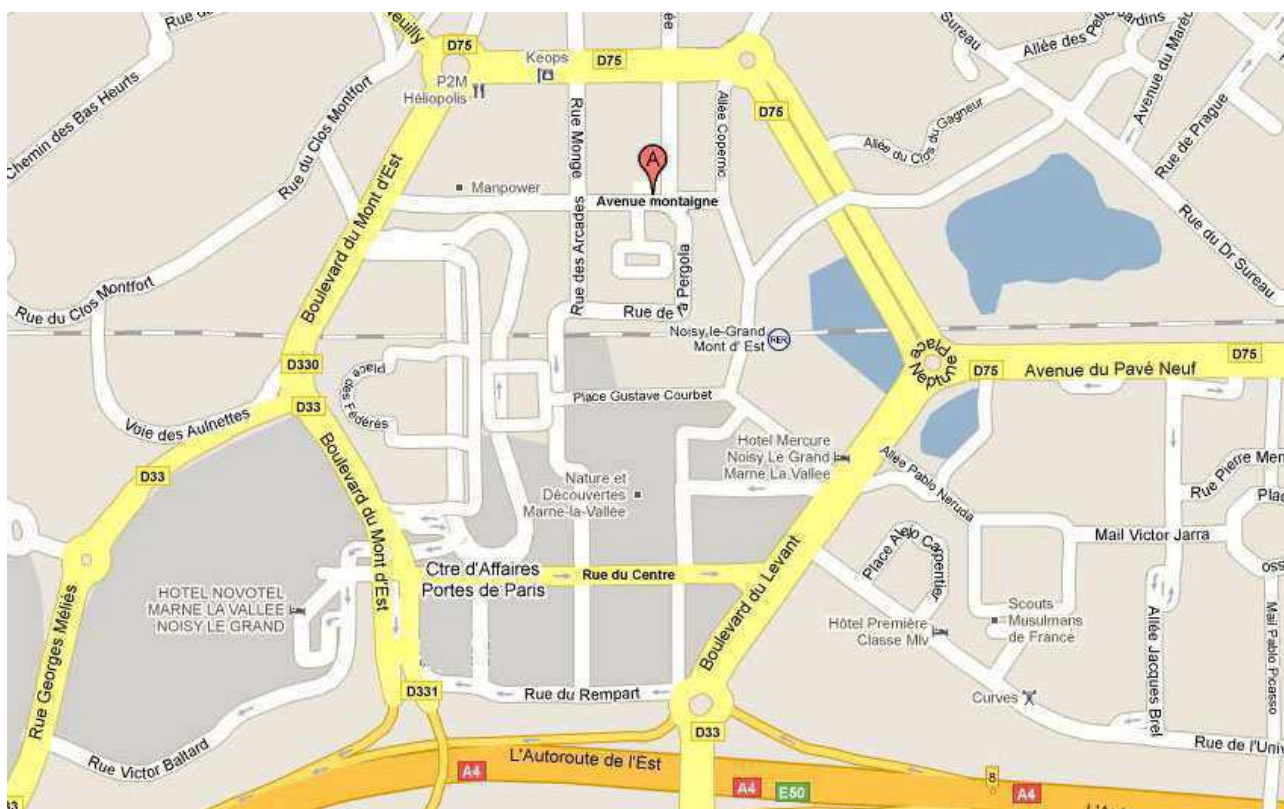 Neuilly
Rue du Clos Montfort
Chemin des Bas Heurts
D75
Keops
D75
P2M
Héliopolis
Rue Monge
Allée Copernic
D75
Allée des
Sureau
Avenue du
Rue de Prague
Allée du Clos du Gagneur
Rue du Dr Sureau
A
Manpower
Avenue montaigne
Boulevard du Mont d'Est
Rue des Arcades
Rue du Clos Montfort
Rue de la Pergola
Noisy-le-Grand
Mont d' Est
RER
Place Neptune
D75
Avenue du Pavé Neuf
D75
D330
Place des Fédérés
D33
Place Gustave Courbet
Voie des Aulnettes
Boulevard du Mont d'Est
D33
Hotel Mercure
Noisy Le Grand
Marne La Vallee
Allée Pablo Neruda
Rue Pierre
Nature et
Découvertes
Marne-la-Vallée
Mail Victor Jarra
Place Alejo Carpentier
Ctre d'Affaires
Portes de Paris
Rue du Centre
HOTEL NOVOTEL
MARNE LA VALLEE
NOISY LE GRAND
Boulevard du Levant
Hôtel Première
Classe Mlv
Scouts
Musulmans
de France
Rue Georges Méliès
Allée Jacques Brel
Mail Pablo Picasso
D331
Rue du Rempart
Curves
D33
Rue de l'Univ
Rue Victor Baltard
L'Autoroute de l'Est
A4
A4
E50
8
A4
33